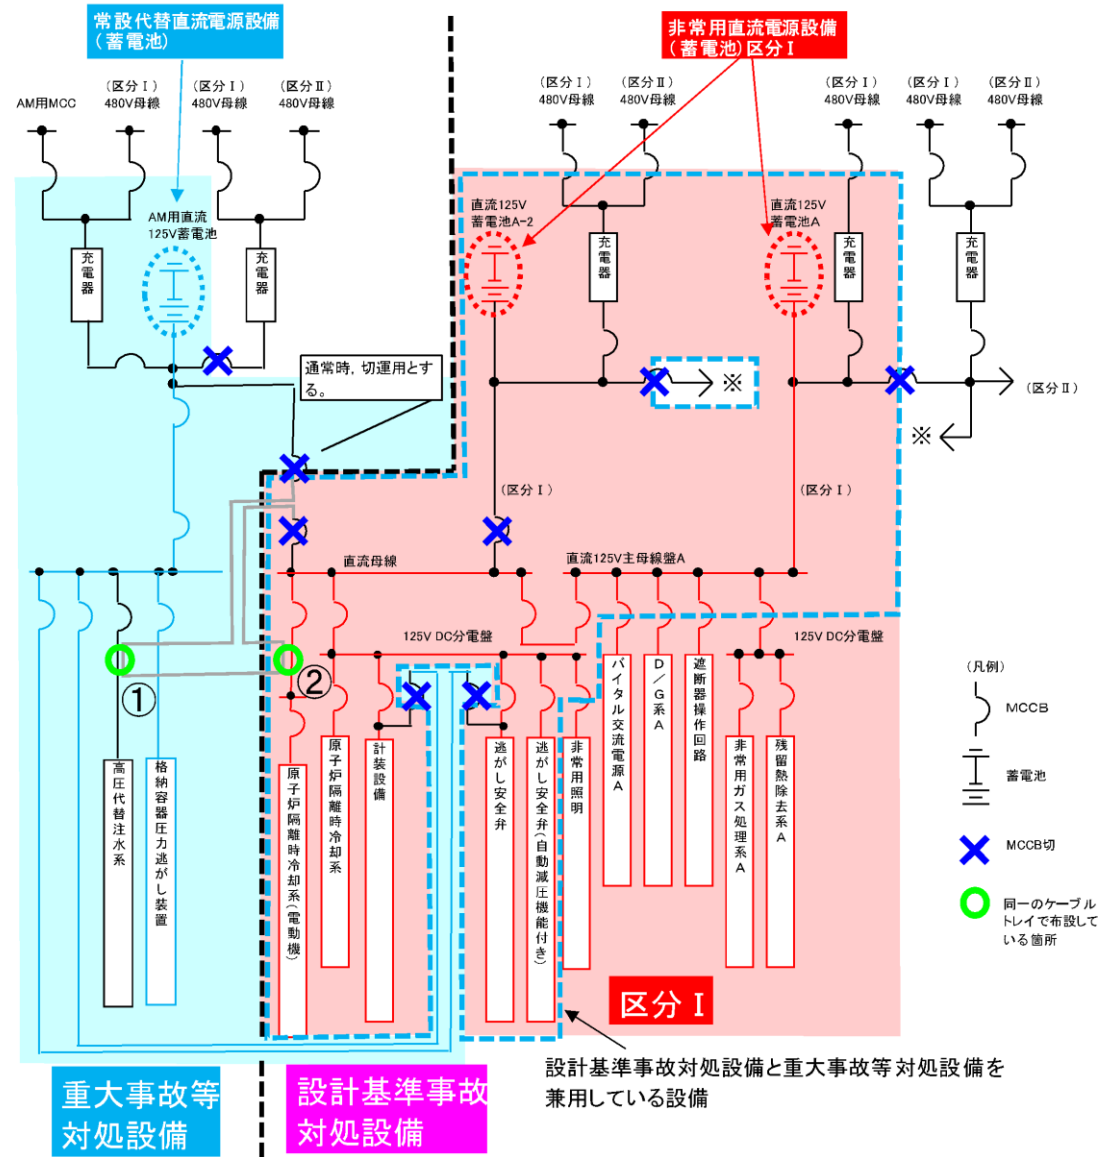 常設代替直流電源設備
（蓄電池）
非常用直流電源設備
（蓄電池）区分Ⅰ
AM用MCC
（区分Ⅰ）
480V母線
（区分Ⅰ）
480V母線
（区分Ⅱ）
480V母線
（区分Ⅰ）
480V母線
（区分Ⅱ）
480V母線
（区分Ⅰ）
480V母線
（区分Ⅰ）
480V母線
（区分Ⅱ）
480V母線
AM用直流
125V蓄電池
直流125V
蓄電池A-2
直流125V
蓄電池A
充電器
充電器
充電器
充電器
充電器
通常時，切運用とす
る。
※
（区分Ⅱ）
※
（区分Ⅰ）
（区分Ⅰ）
直流母線
直流125V主母線盤A
125V DC分電盤
125V DC分電盤
①
②
高圧代替注水系
格納容器圧力逃がし装置
原子炉隔離時冷却系（電動機）
原子炉隔離時冷却系
計装設備
逃がし安全弁
逃がし安全弁（自動減圧機能付き）
非常用照明
バイタル交流電源A
D／G系A
遮断器操作回路
非常用ガス処理系A
残留熱除去系A
（凡例）
MCCB
蓄電池
MCCB切
同一のケーブル
トレイで布設して
いる箇所
区分Ⅰ
設計基準事故対処設備と重大事故等対処設備を
兼用している設備
重大事故等
対処設備
設計基準事故
対処設備